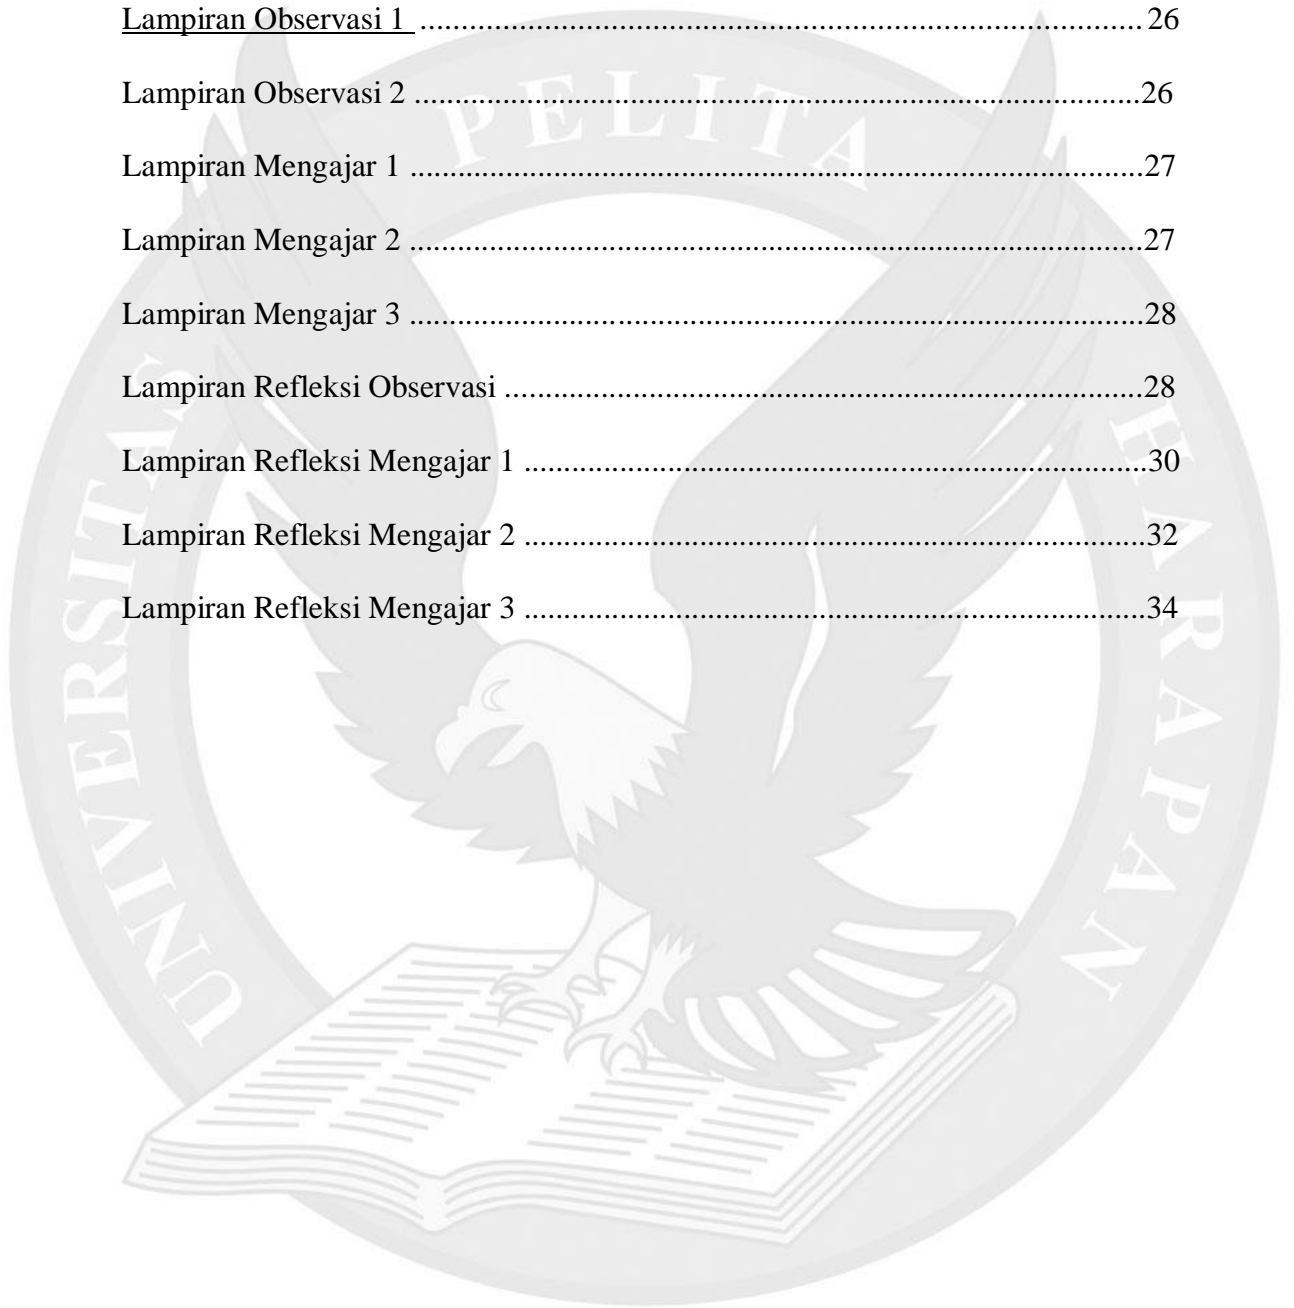 Lampiran Observasi 1 .......................................................................................... 26
Lampiran Observasi 2 ..........................................................................................26
Lampiran Mengajar 1 ...........................................................................................27
Lampiran Mengajar 2 ...........................................................................................27
Lampiran Mengajar 3 ...........................................................................................28
Lampiran Refleksi Observasi ................................................................................28
Lampiran Refleksi Mengajar 1 ..............................................................................30
Lampiran Refleksi Mengajar 2 .............................................................................32
Lampiran Refleksi Mengajar 3 .............................................................................34
UNIVERSITAS PELITA HARAPAN